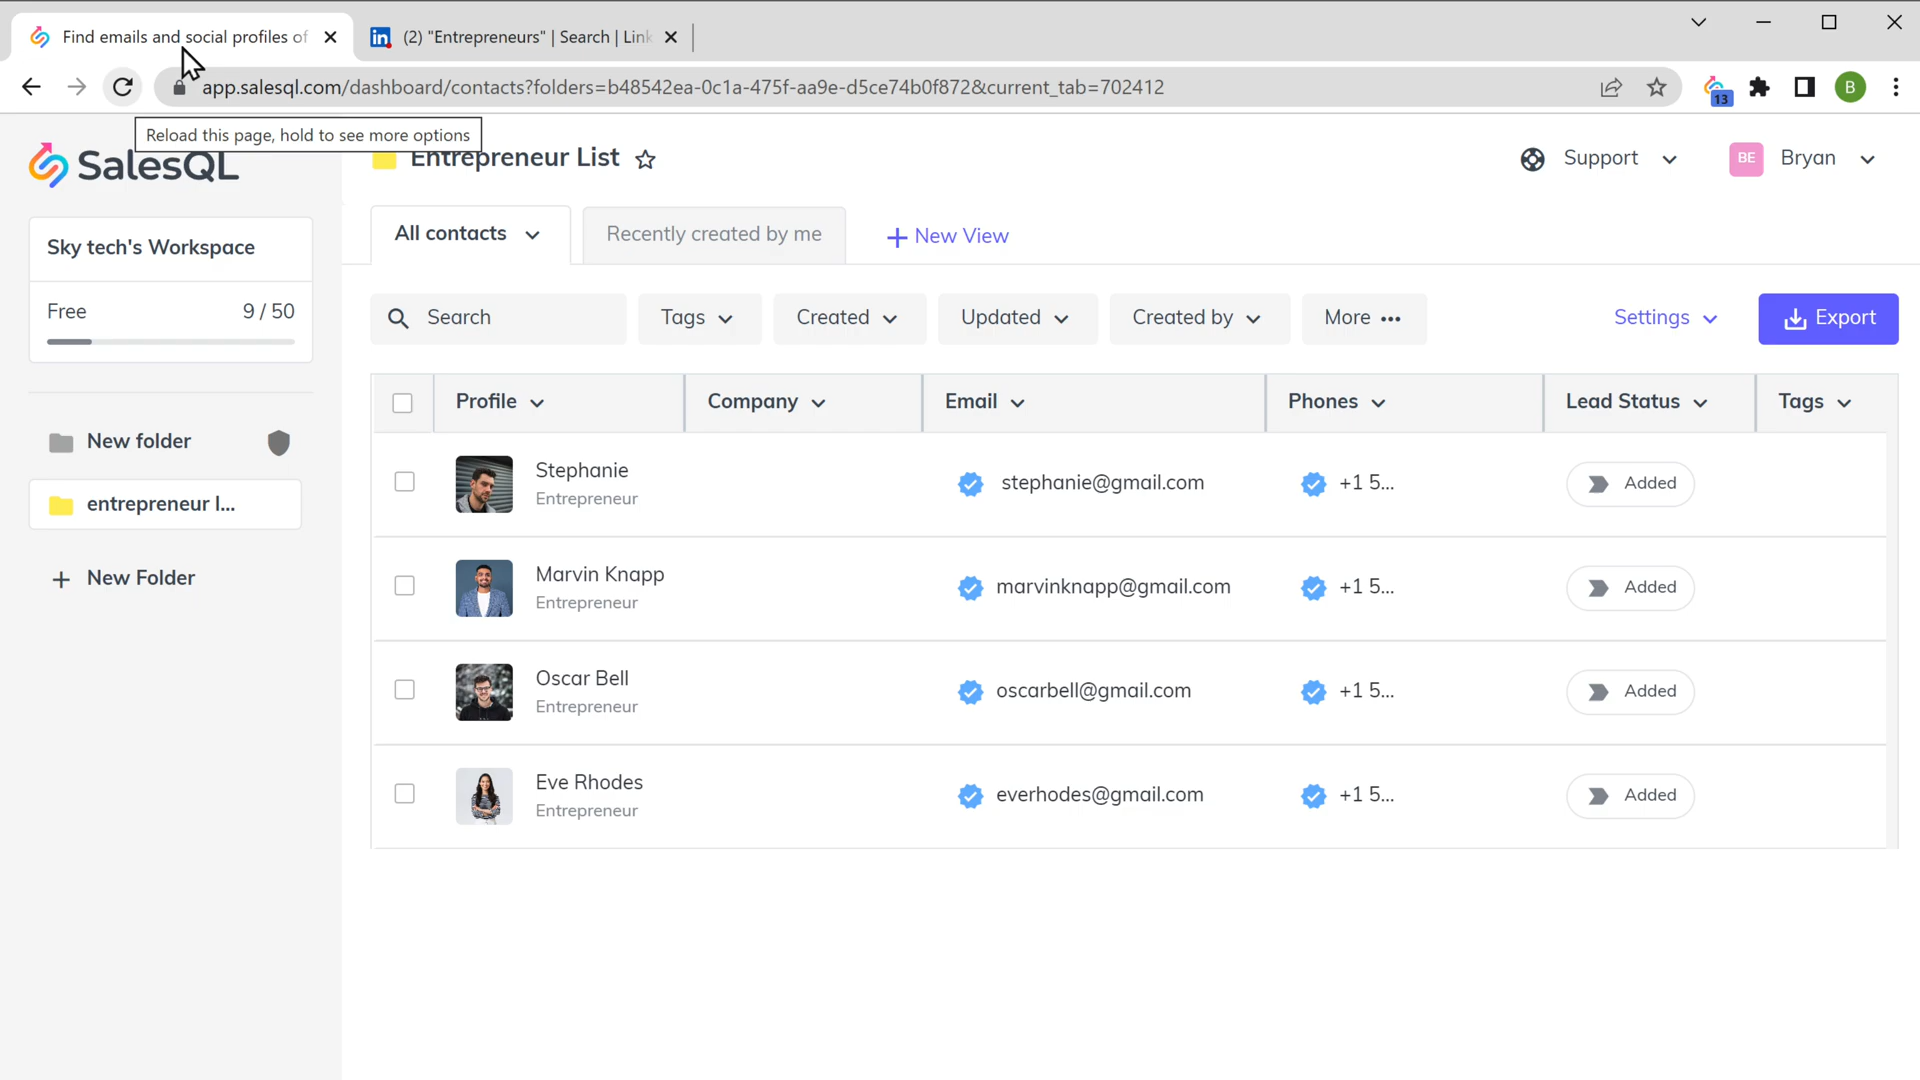 Find emails and social profiles of
(2) "Entrepreneurs" | Search | Link
app.salesql.com/dashboard/contacts?folders=b48542ea-0c1a-475f-aa9e-d5ce74b0f872&current_tab=702412
13
B
Reload this page, hold to see more options
SalesQL
Entrepreneur List
Support
BE
Bryan
Sky tech's Workspace
Free
9 / 50
All contacts
Recently created by me
+ New View
Search
Tags
Created
Updated
Created by
More •••
Settings
Export
New folder
entrepreneur l...
+ New Folder
Profile
Company
Email
Phones
Lead Status
Tags
Stephanie
Entrepreneur
stephanie@gmail.com
+1 5...
Added
Marvin Knapp
Entrepreneur
marvinknapp@gmail.com
+1 5...
Added
Oscar Bell
Entrepreneur
oscarbell@gmail.com
+1 5...
Added
Eve Rhodes
Entrepreneur
everhodes@gmail.com
+1 5...
Added